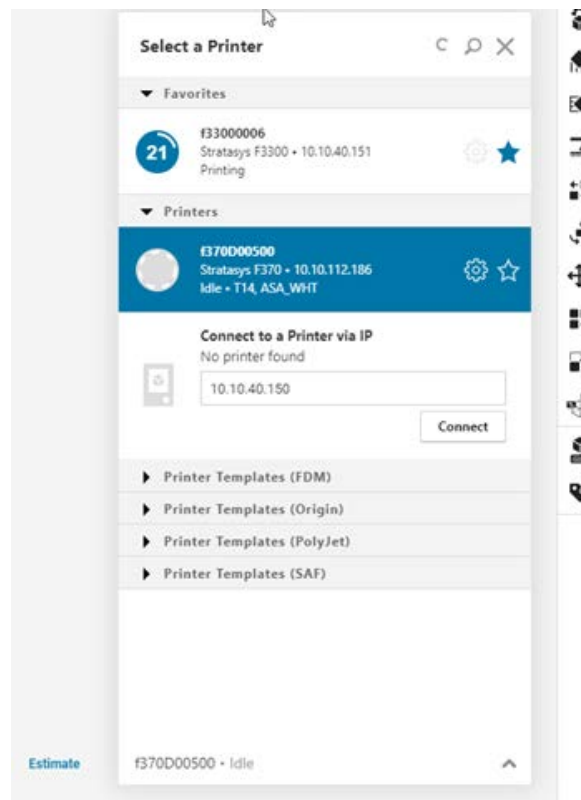 Select a Printer
Favorites
21
f33000006
Stratasys F3300 • 10.10.40.151
Printing
Printers
f370D00500
Stratasys F370 • 10.10.112.186
Idle • T14, ASA_WHT
Connect to a Printer via IP
No printer found
10.10.40.150
Connect
Printer Templates (FDM)
Printer Templates (Origin)
Printer Templates (PolyJet)
Printer Templates (SAF)
Estimate
f370D00500 • Idle